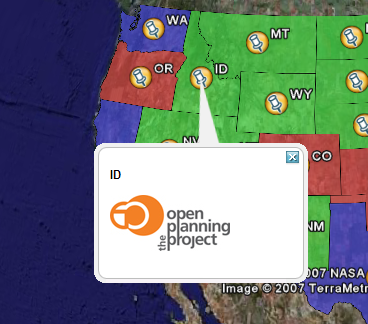 WA
MT
OR
ID
WY
NV
CO
ID
open
planning
the project
NM
007 NASA
Image © 2007 TerraMetr